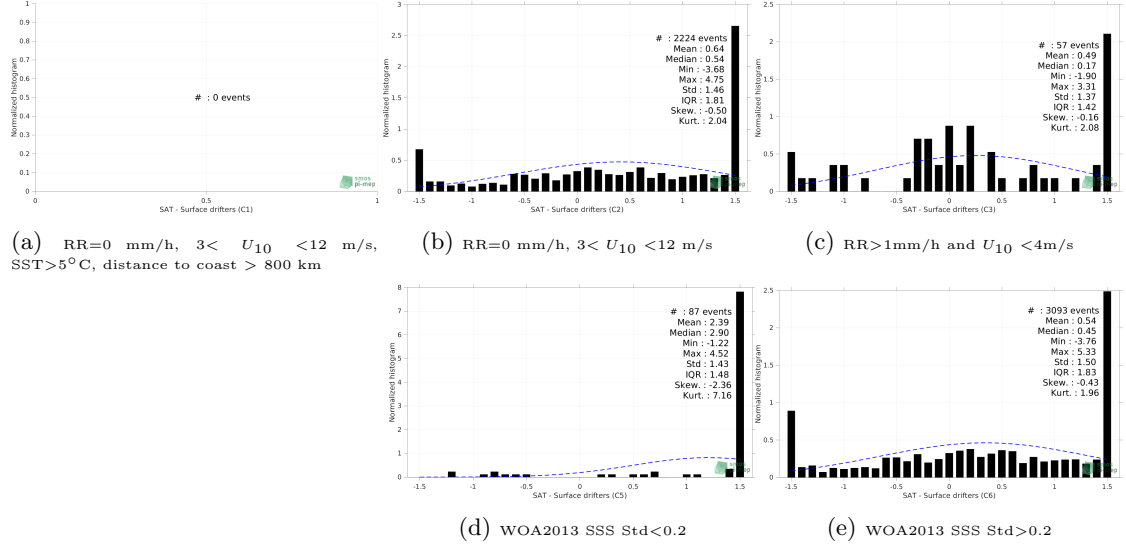 1
0.9
0.8
0.7
0.6
0.5
0.4
0.3
0.2
0.1
0
Normalized histogram
# : 0 events
smos
pi-mep
0 0.5 1
SAT - Surface drifters (C1)
(a) RR=0 mm/h, 3< U10 <12 m/s,
SST>5°C, distance to coast > 800 km
3
2.5
2
1.5
1
0.5
0
Normalized histogram
# : 2224 events
Mean : 0.64
Median : 0.54
Min : -3.68
Max : 4.75
Std : 1.46
IQR : 1.81
Skew. : -0.50
Kurt. : 2.04
-1.5 -1 -0.5 0 0.5 1 1.5
SAT - Surface drifters (C2)
(b) RR=0 mm/h, 3< U10 <12 m/s
2.5
2
1.5
1
0.5
0
Normalized histogram
# : 57 events
Mean : 0.49
Median : 0.17
Min : -1.90
Max : 3.31
Std : 1.37
IQR : 1.42
Skew. : -0.16
Kurt. : 2.08
-1.5 -1 -0.5 0 0.5 1 1.5
SAT - Surface drifters (C3)
(c) RR>1mm/h and U10 <4m/s
8
7
6
5
4
3
2
1
0
Normalized histogram
# : 87 events
Mean : 2.39
Median : 2.90
Min : -1.22
Max : 4.52
Std : 1.43
IQR : 1.48
Skew. : -2.36
Kurt. : 7.16
-1.5 -1 -0.5 0 0.5 1 1.5
SAT - Surface drifters (C5)
(d) WOA2013 SSS Std<0.2
2.5
2
1.5
1
0.5
0
Normalized histogram
# : 3093 events
Mean : 0.54
Median : 0.45
Min : -3.76
Max : 5.33
Std : 1.50
IQR : 1.83
Skew. : -0.43
Kurt. : 1.96
-1.5 -1 -0.5 0 0.5 1 1.5
SAT - Surface drifters (C6)
(e) WOA2013 SSS Std>0.2